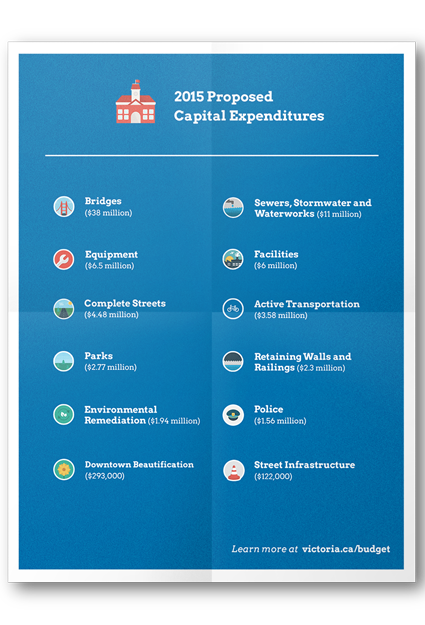 2015 Proposed
Capital Expenditures
Bridges
($38 million)
Sewers, Stormwater and
Waterworks ($11 million)
Equipment
($6.5 million)
Facilities
($6 million)
Complete Streets
($4.48 million)
Active Transportation
($3.58 million)
Parks
($2.77 million)
Retaining Walls and
Railings ($2.3 million)
Environmental
Remediation ($1.94 million)
Police
($1.56 million)
Downtown Beautification
($293,000)
Street Infrastructure
($122,000)
Learn more at victoria.ca/budget